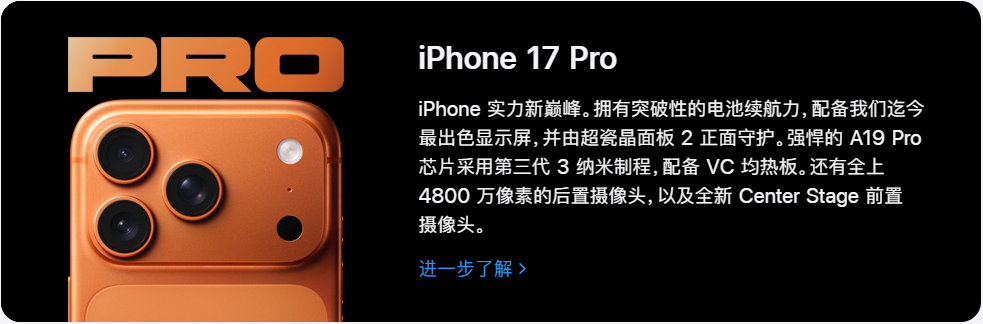 PRO
iPhone 17 Pro
iPhone 实力新巅峰。拥有突破性的电池续航力，配备我们迄今
最出色显示屏，并由超瓷晶面板 2 正面守护。强悍的 A19 Pro
芯片采用第三代 3 纳米制程，配备 VC 均热板。还有全上
4800 万像素的后置摄像头，以及全新 Center Stage 前置
摄像头。
进一步了解 >